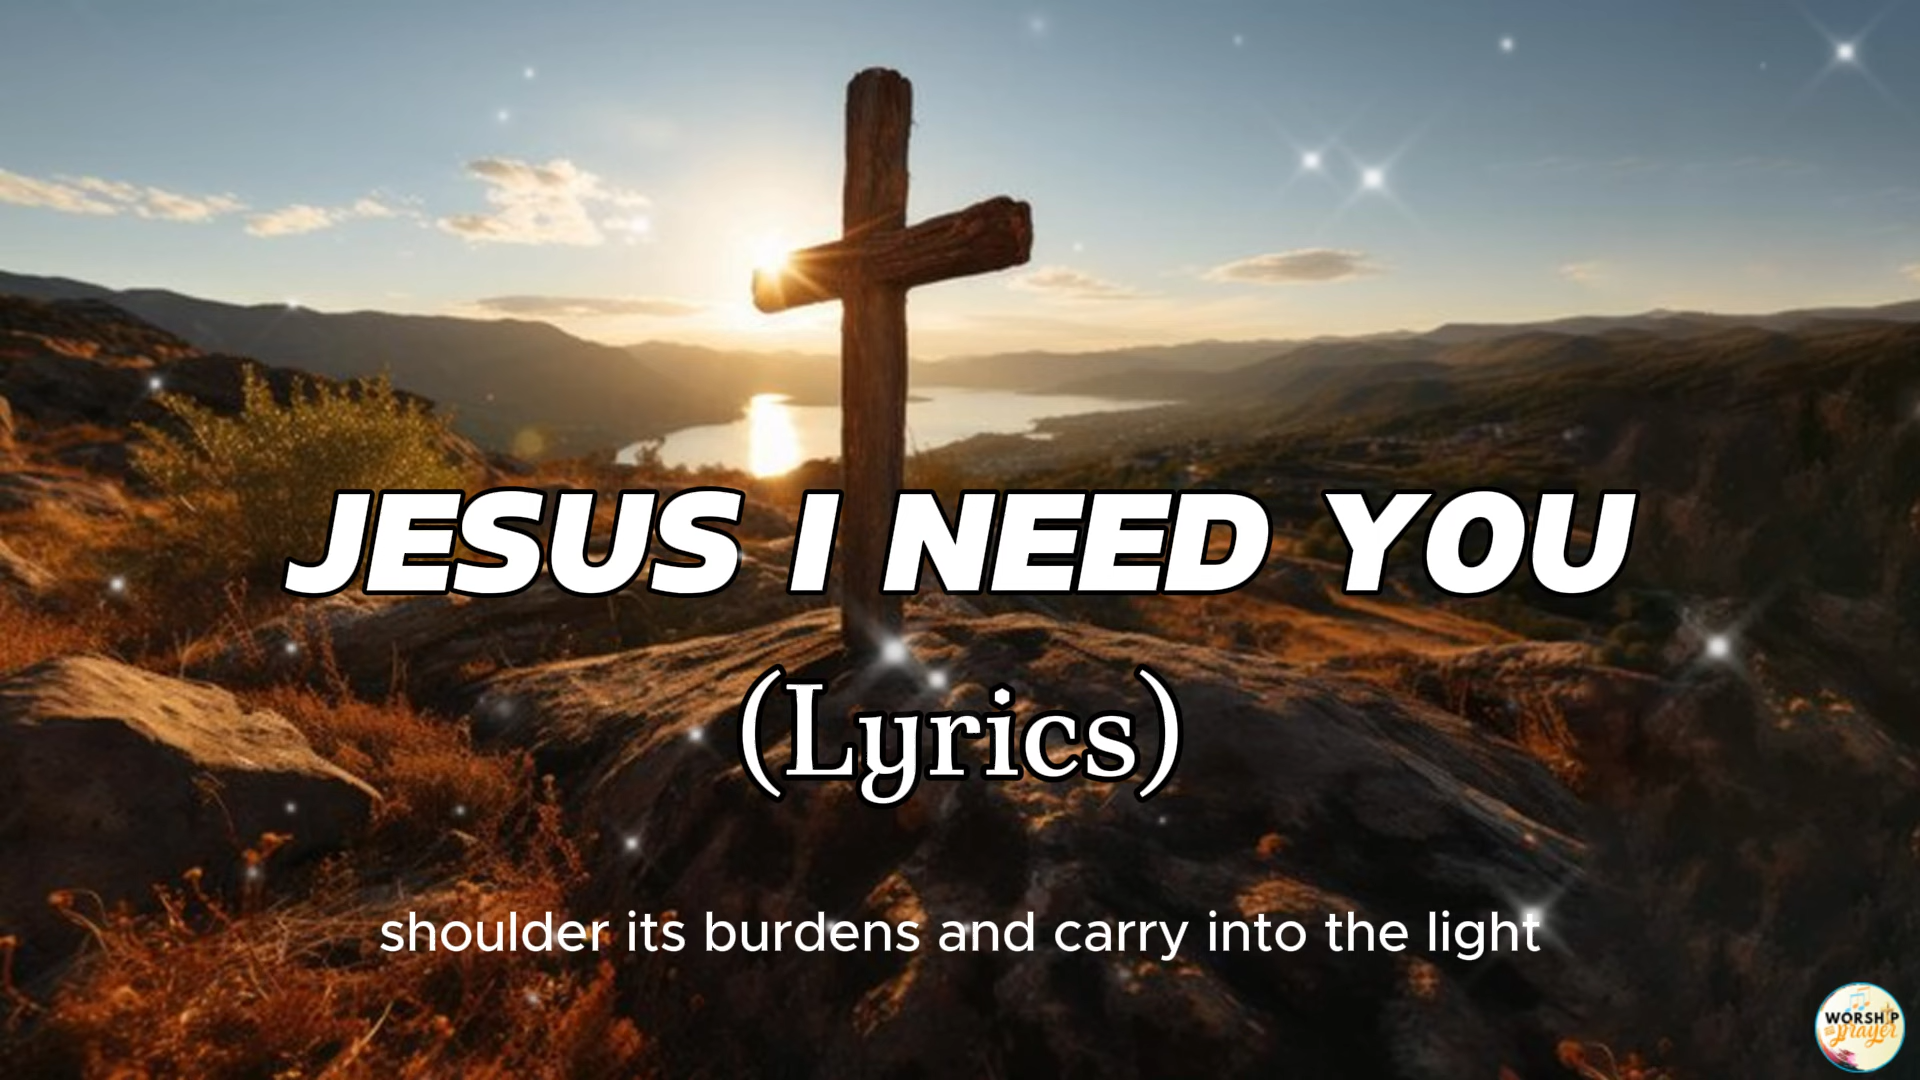 JESUS I NEED YOU
(Lyrics)
shoulder its burdens and carry into the light
WORSHIP
prayer